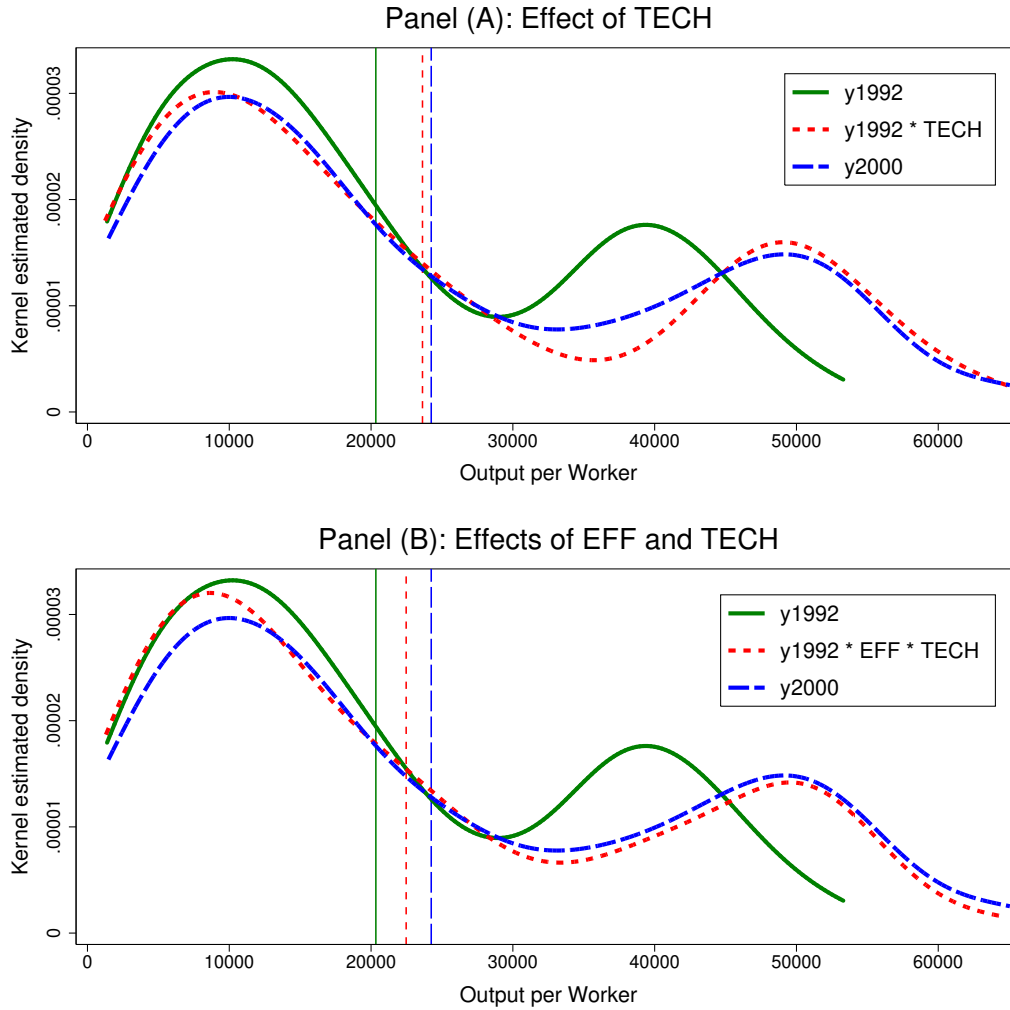 Panel (A): Effect of TECH
Kernel estimated density
0
.00001
.00002
.00003
y1992
y1992 * TECH
y2000
0 10000 20000 30000 40000 50000 60000
Output per Worker
Panel (B): Effects of EFF and TECH
Kernel estimated density
0
.00001
.00002
.00003
y1992
y1992 * EFF * TECH
y2000
0 10000 20000 30000 40000 50000 60000
Output per Worker